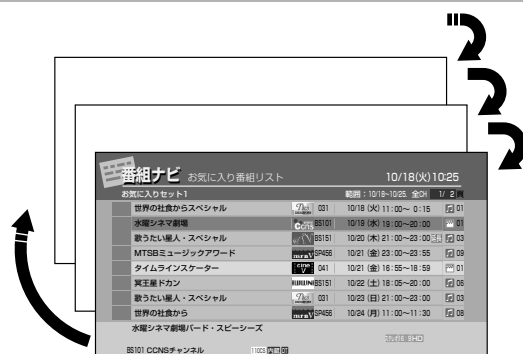 番組ナビ お気に入り番組リスト 10/18(火)10:25
お気に入りセット1 範囲：10/18~10/25. 全CH 1/ 2頁
世界の社食からスペシャル 031 10/18 (火) 11:00～ 0:15 01
水曜シネマ劇場 Ccns BS101 10/19 (水) 19:00～20:00 01
歌うたい星人・スペシャル BS151 10/20 (木) 21:00～23:00 03
MTSBミュージックアワード mraV SP456 10/21 (金) 23:00～23:55 09
タイムラインスケーター cine V 041 10/21 (金) 16:55～18:59 01
冥王星ドカン BS151 10/22 (土) 18:05～20:00 06
歌うたい星人・スペシャル 031 10/23 (日) 21:00～23:00 03
世界の社食から mraV SP456 10/24 (月) 11:00～11:30 08
水曜シネマ劇場バード・スピーシーズ
BS101 CCNSチャンネル 110CS